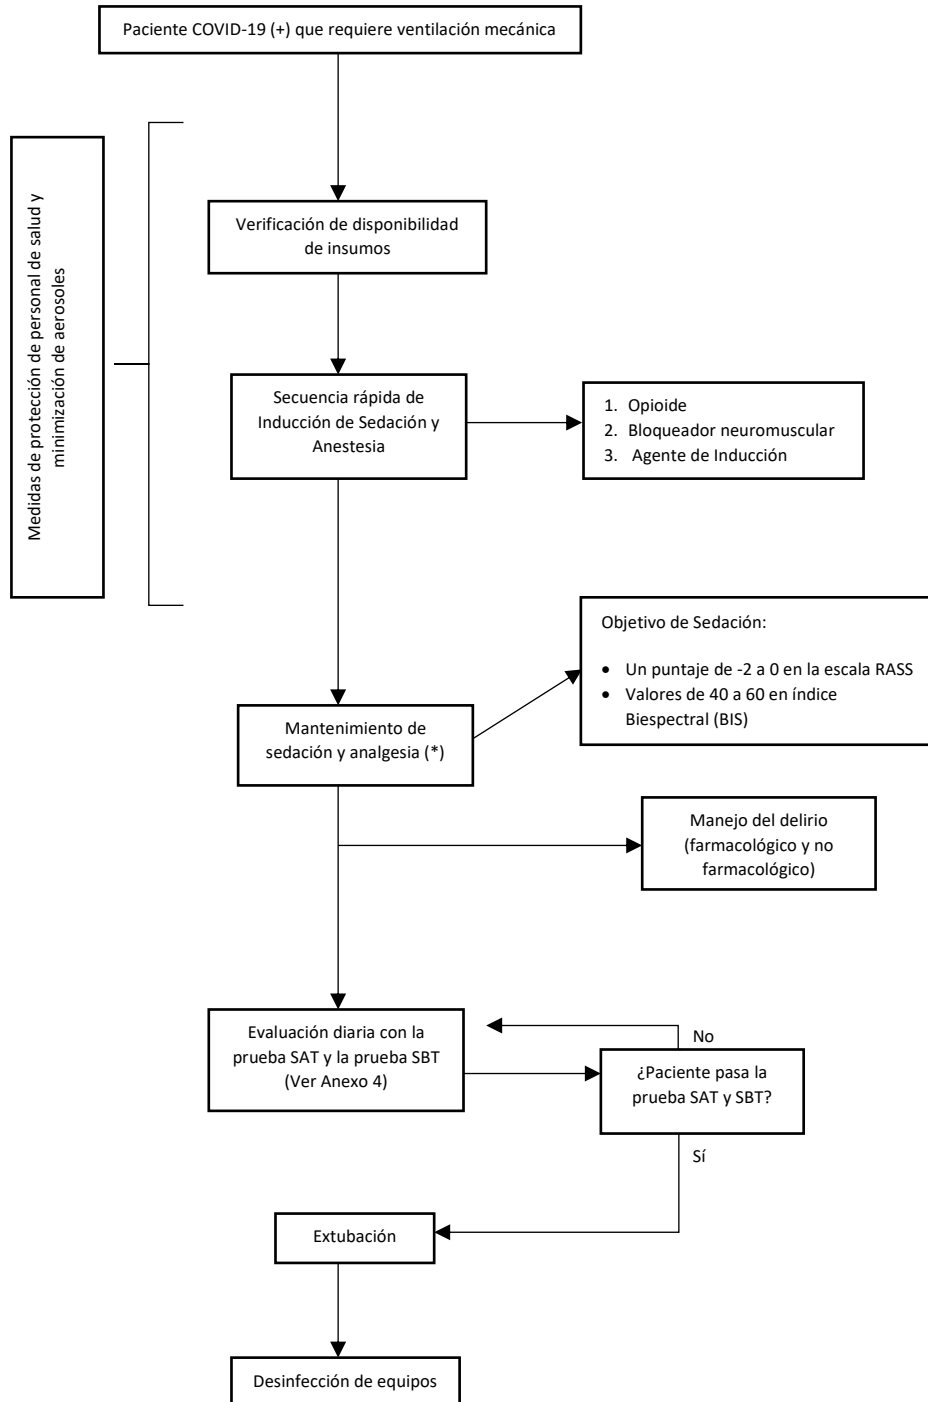 Paciente COVID-19 (+) que requiere ventilación mecánica
Medidas de protección de personal de salud y
minimización de aerosoles
Verificación de disponibilidad
de insumos
Secuencia rápida de
Inducción de Sedación y
Anestesia
1. Opioide
2. Bloqueador neuromuscular
3. Agente de Inducción
Objetivo de Sedación:
• Un puntaje de -2 a 0 en la escala RASS
• Valores de 40 a 60 en índice
Biespectral (BIS)
Mantenimiento de
sedación y analgesia (*)
Manejo del delirio
(farmacológico y no
farmacológico)
Evaluación diaria con la
prueba SAT y la prueba SBT
(Ver Anexo 4)
No
¿Paciente pasa la
prueba SAT y SBT?
Sí
Extubación
Desinfección de equipos